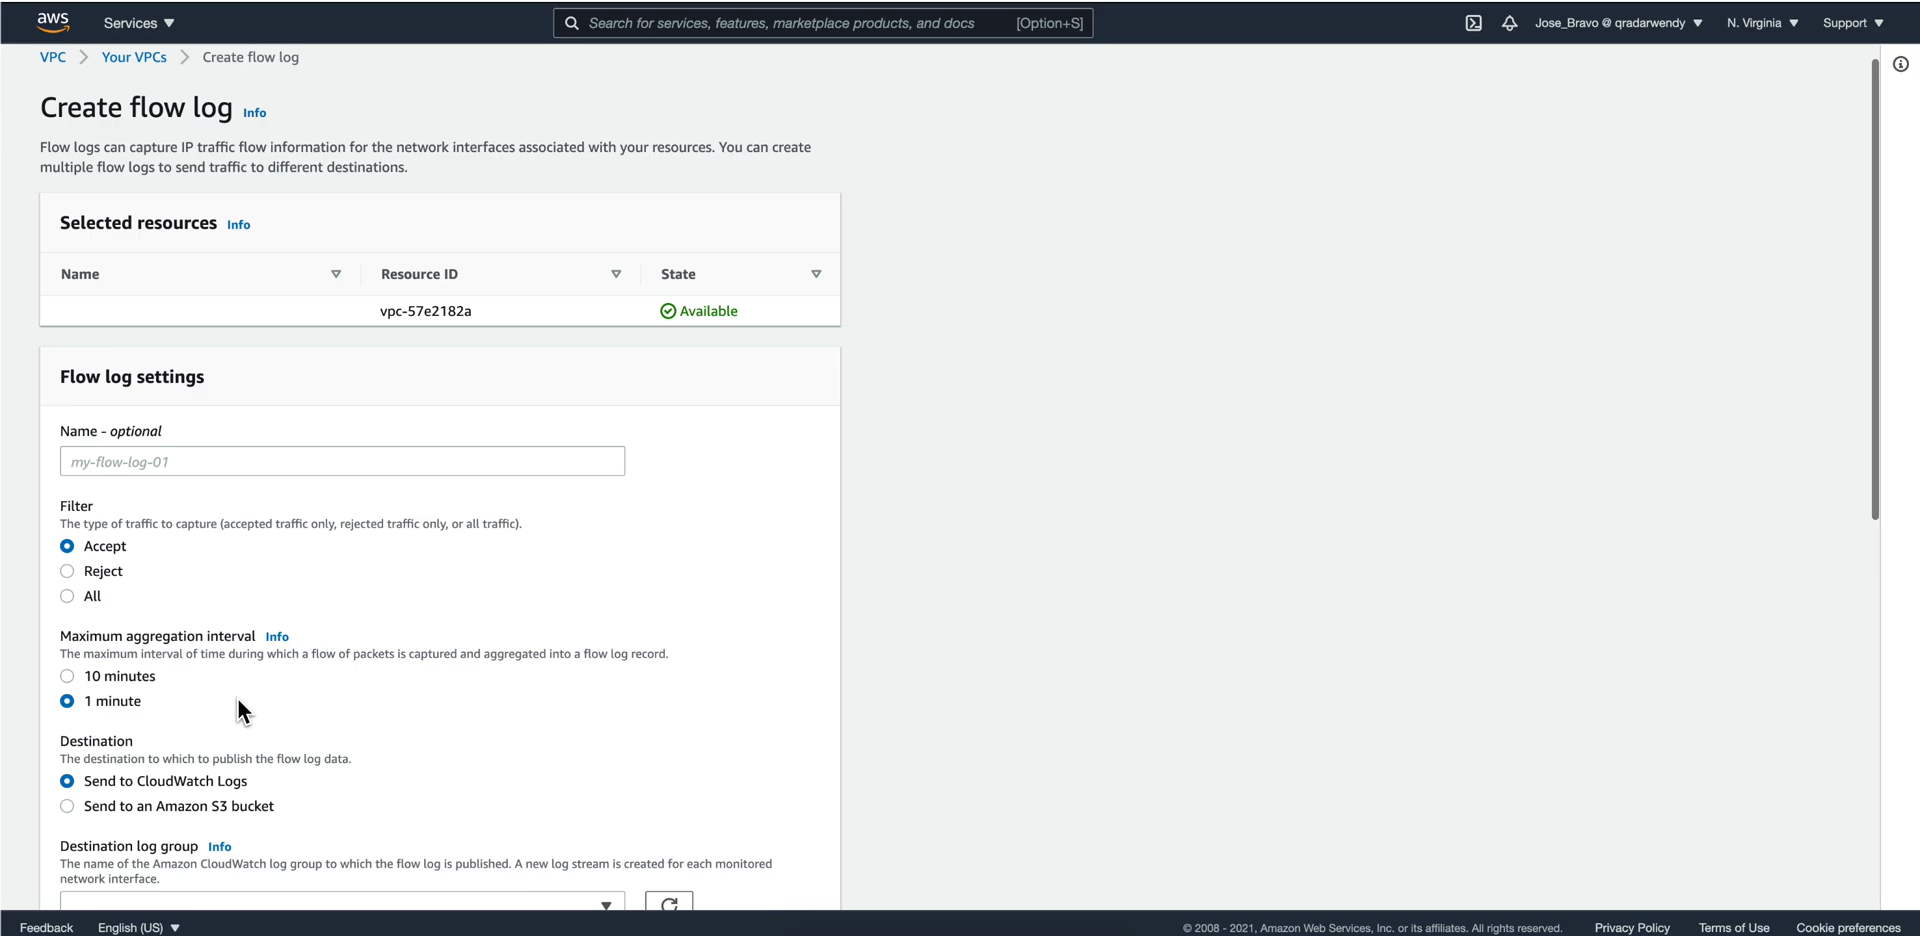 aws
Services
Search for services, features, marketplace products, and docs
[Option+S]
Jose_Bravo @ qradarwendy
N. Virginia
Support
VPC
Your VPCs
Create flow log
Create flow log
Info
Flow logs can capture IP traffic flow information for the network interfaces associated with your resources. You can create
multiple flow logs to send traffic to different destinations.
Selected resources
Info
Name
Resource ID
State
vpc-57e2182a
Available
Flow log settings
Name - optional
my-flow-log-01
Filter
The type of traffic to capture (accepted traffic only, rejected traffic only, or all traffic).
Accept
Reject
All
Maximum aggregation interval
Info
The maximum interval of time during which a flow of packets is captured and aggregated into a flow log record.
10 minutes
1 minute
Destination
The destination to which to publish the flow log data.
Send to CloudWatch Logs
Send to an Amazon S3 bucket
Destination log group
Info
The name of the Amazon CloudWatch log group to which the flow log is published. A new log stream is created for each monitored
network interface.
Feedback
English (US)
© 2008 - 2021, Amazon Web Services, Inc. or its affiliates. All rights reserved.
Privacy Policy
Terms of Use
Cookie preferences